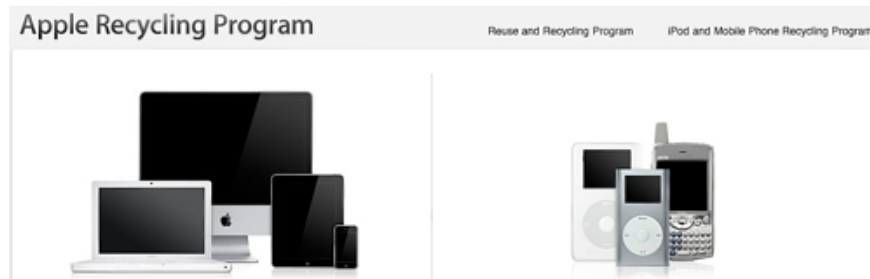 Apple Recycling Program
Reuse and Recycling Program
iPod and Mobile Phone Recycling Program